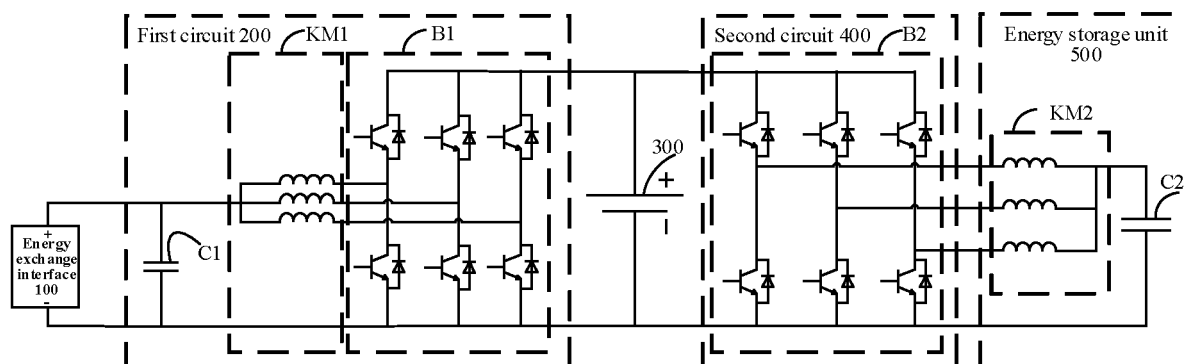 First circuit 200
KM1
B1
Second circuit 400
B2
Energy storage unit
500
KM2
300
+
C2
C1
+
Energy
exchange
interface
100
-